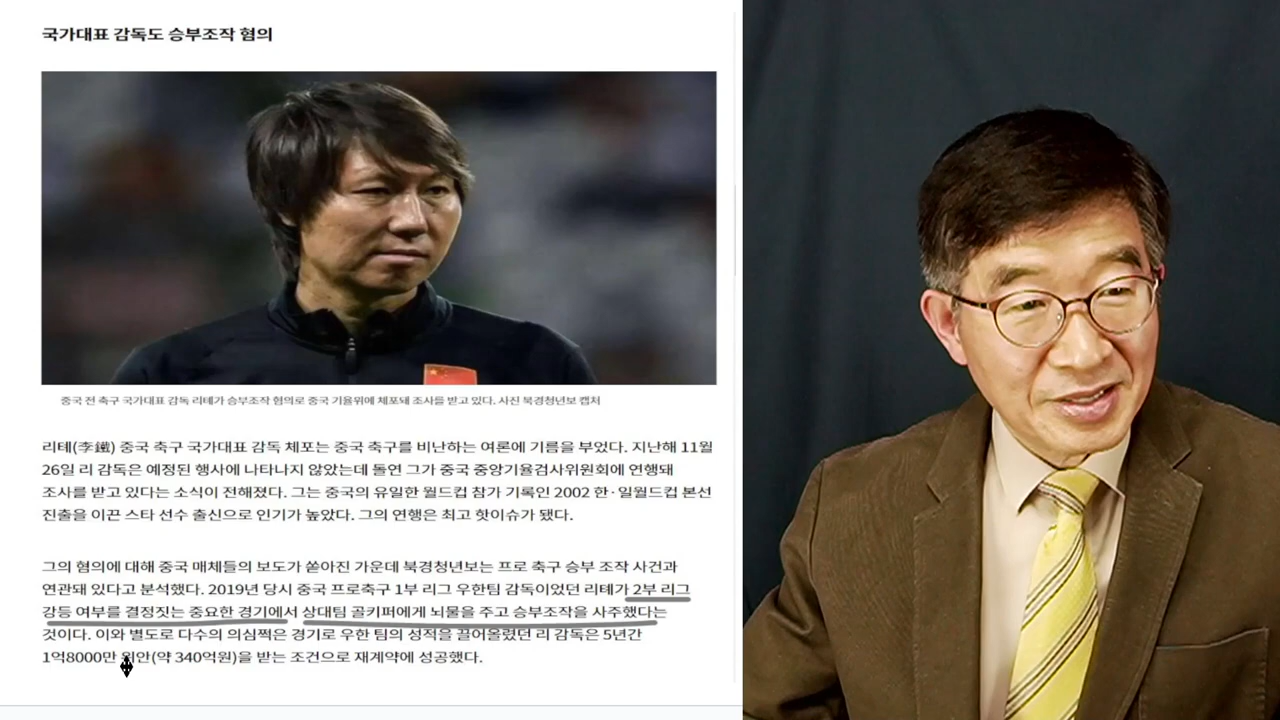 국가대표 감독도 승부조작 혐의
중국 전 축구 국가대표 감독 리톄가 승부조작 혐의로 중국 기율위에 체포돼 조사를 받고 있다. 사진 북경청년보 캡처
리톄(李鐵) 중국 축구 국가대표 감독 체포는 중국 축구를 비난하는 여론에 기름을 부었다. 지난해 11월
26일 리 감독은 예정된 행사에 나타나지 않았는데 돌연 그가 중국 중앙기율검사위원회에 연행돼
조사를 받고 있다는 소식이 전해졌다. 그는 중국의 유일한 월드컵 참가 기록인 2002 한·일월드컵 본선
진출을 이끈 스타 선수 출신으로 인기가 높았다. 그의 연행은 최고 핫이슈가 됐다.
그의 혐의에 대해 중국 매체들의 보도가 쏟아진 가운데 북경청년보는 프로 축구 승부 조작 사건과
연관돼 있다고 분석했다. 2019년 당시 중국 프로축구 1부 리그 우한팀 감독이었던 리톄가 2부 리그
강등 여부를 결정짓는 중요한 경기에서 상대팀 골키퍼에게 뇌물을 주고 승부조작을 사주했다는
것이다. 이와 별도로 다수의 의심쩍은 경기로 우한 팀의 성적을 끌어올렸던 리 감독은 5년간
1억8000만 위안(약 340억원)을 받는 조건으로 재계약에 성공했다.